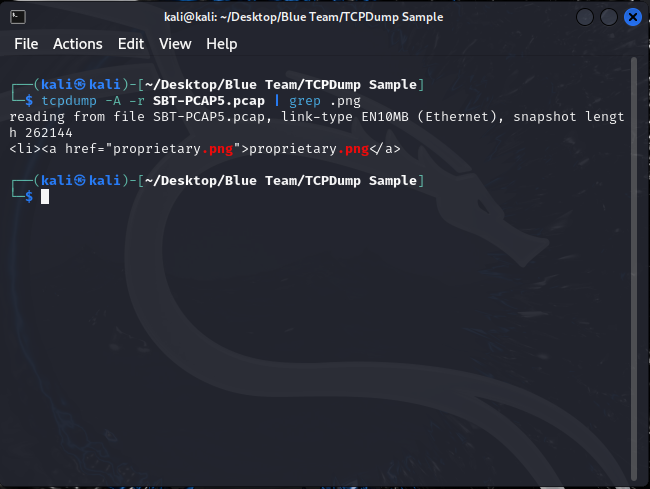 kali@kali: ~/Desktop/Blue Team/TCPDump Sample
File Actions Edit View Help
┌──(kali㉿kali)-[~/Desktop/Blue Team/TCPDump Sample]
└─$ tcpdump -A -r SBT-PCAP5.pcap | grep .png
reading from file SBT-PCAP5.pcap, link-type EN10MB (Ethernet), snapshot lengt
h 262144
<li><a href="proprietary.png">proprietary.png</a>
┌──(kali㉿kali)-[~/Desktop/Blue Team/TCPDump Sample]
└─$